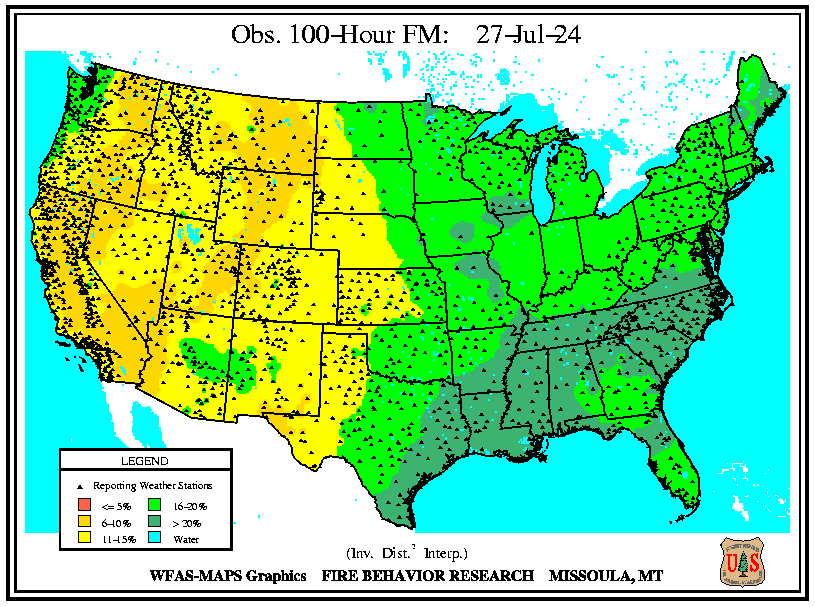 Obs. 100-Hour FM: 27-Jul-24
LEGEND
Reporting Weather Stations
<= 5%
16-20%
6-10%
> 20%
11-15%
Water
(Inv. Dist.² Interp.)
WFAS-MAPS Graphics FIRE BEHAVIOR RESEARCH MISSOULA, MT
U S